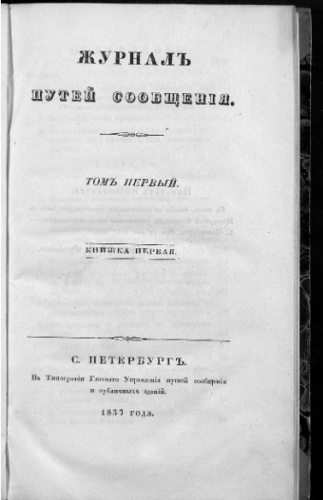 ЖУРНАЛЪ
ПУТЕЙ СООБЩЕНІЯ.
ТОМЪ ПЕРВЫЙ.
КНИЖКА ПЕРВАЯ.
С. ПЕТЕРБУРГЪ.
Въ Типографіи Главнаго Управленія путей сообщенія
и публичныхъ зданій.
1837 года.